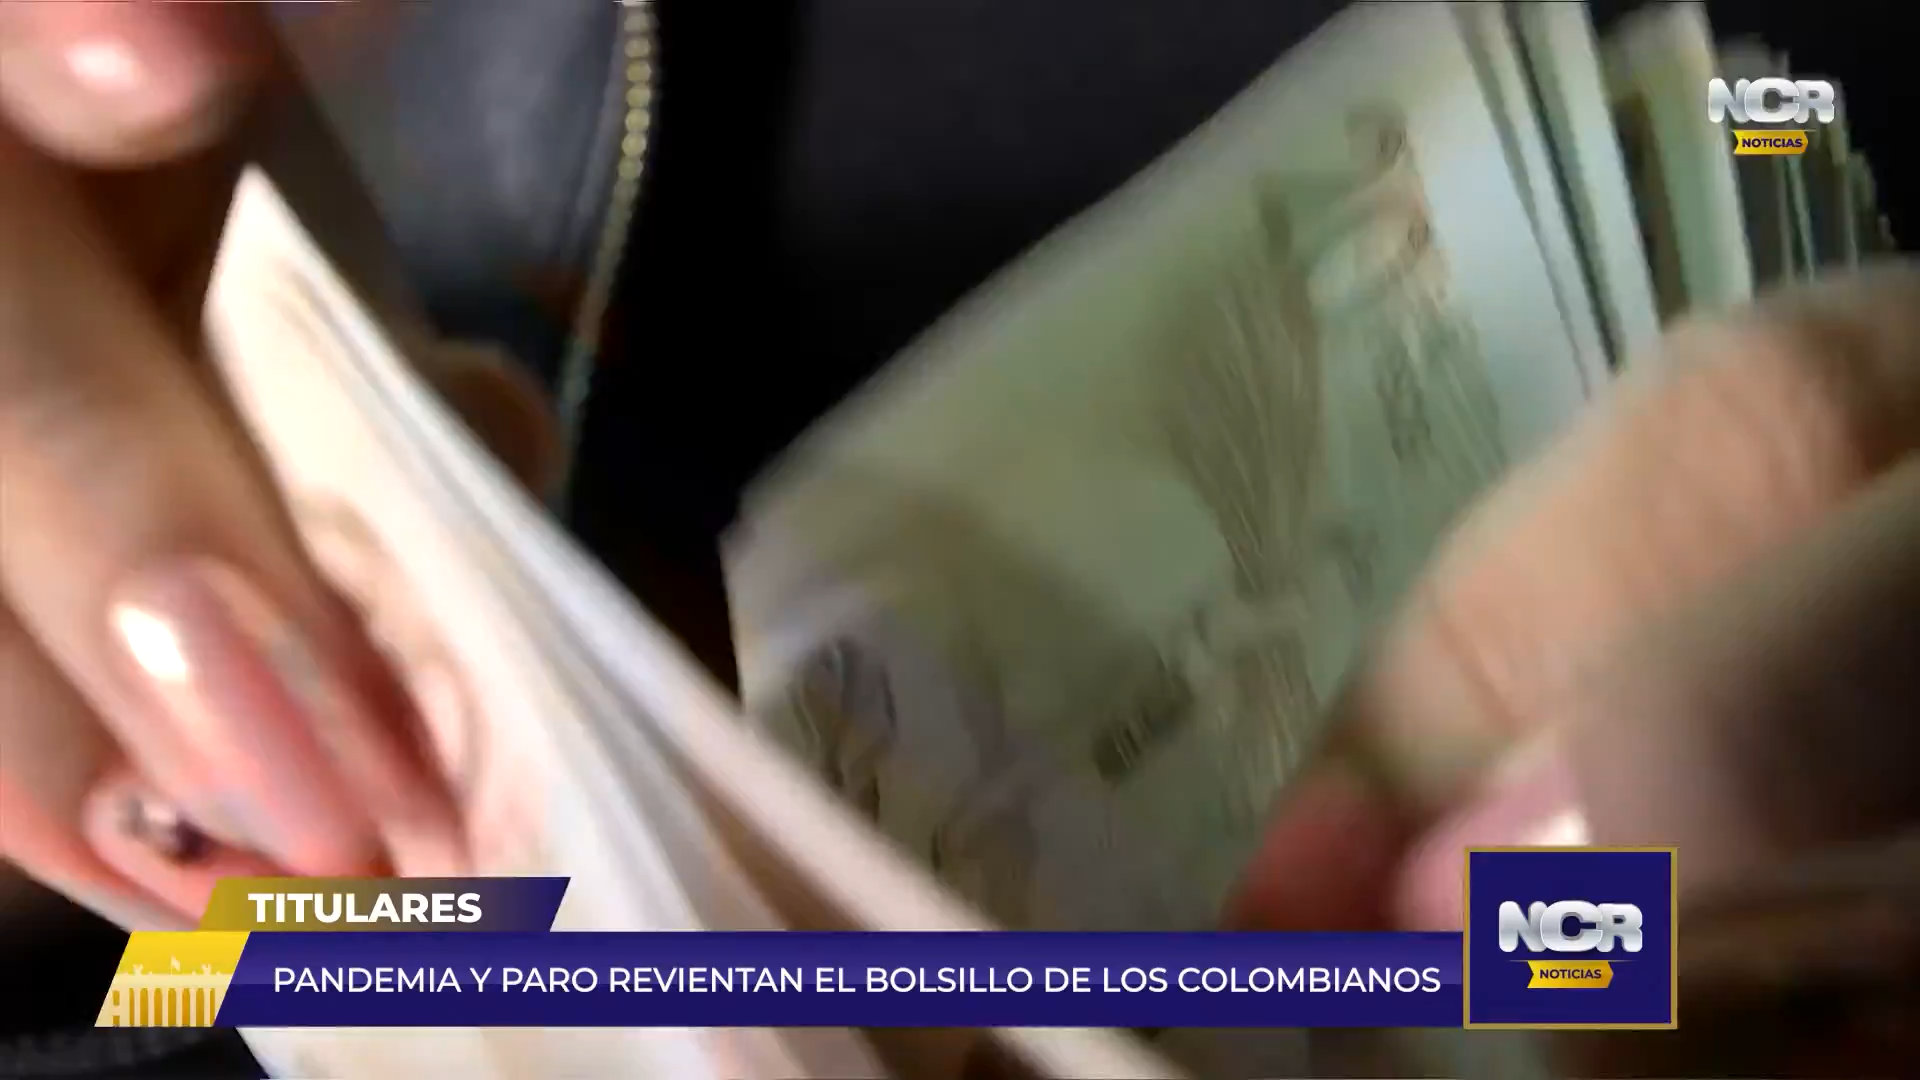 NCR
NOTICIAS
TITULARES
PANDEMIA Y PARO REVIENTAN EL BOLSILLO DE LOS COLOMBIANOS
NCR
NOTICIAS